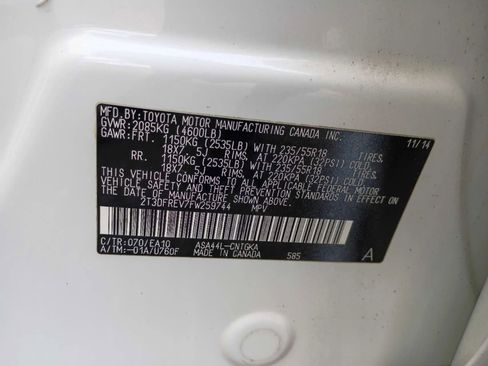 MFD.BY:TOYOTA MOTOR MANUFACTURING CANADA INC.
11/14
GVWR: 2085KG (4600LB)
GAWR:FRT. 1150KG (2535LB) WITH 235/55R18 TIRES,
18X7.5J RIMS, AT 220KPA (32PSI) COLD
RR. 1150KG (2535LB) WITH 235/55R18 TIRES,
18X7.5J RIMS, AT 220KPA (32PSI) COLD
THIS VEHICLE CONFORMS TO ALL APPLICABLE FEDERAL MOTOR
VEHICLE SAFETY AND THEFT PREVENTION STANDARDS IN EFFECT
ON THE DATE OF MANUFACTURE SHOWN ABOVE.
2T3DFREV7FW259744 MPV
C/TR:070/EA10 ASA44L-CNTGKA
A/TM:-01A/U760F MADE IN CANADA 585 A